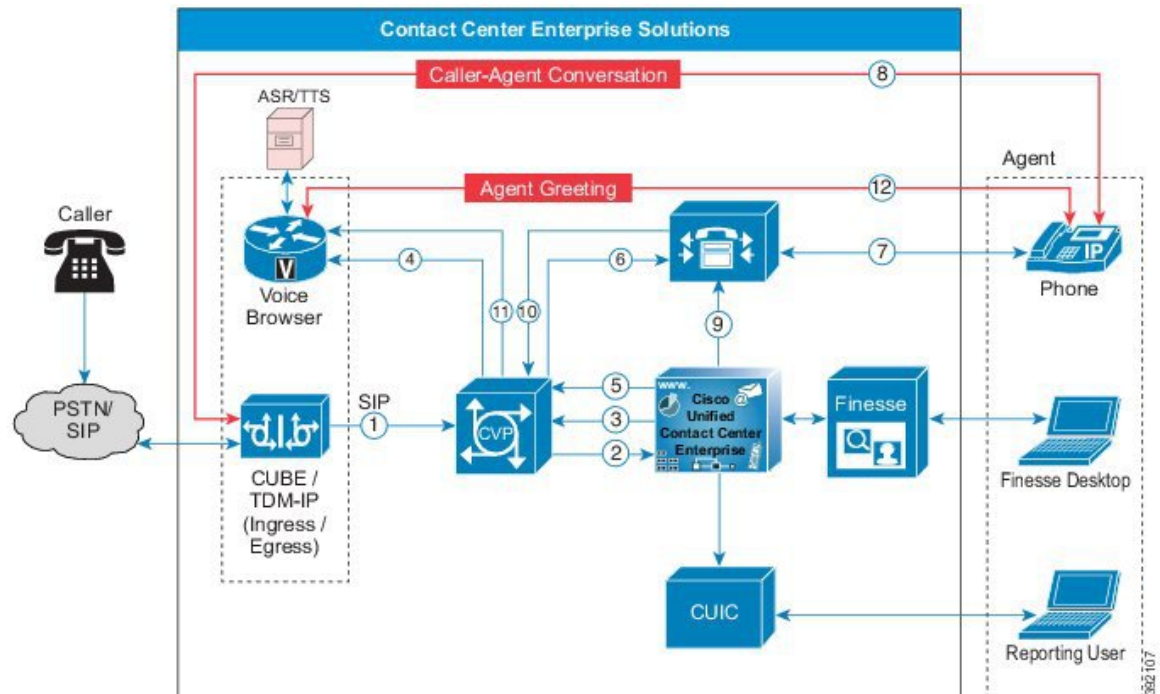 Contact Center Enterprise Solutions
Caller-Agent Conversation
8
ASR/TTS
Agent
Agent Greeting
12
Caller
4
6
7
IP
V
Voice
Browser
Phone
11
10
9
PSTN/
SIP
SIP
1
CVP
5
3
2
www.
@
Cisco
Unified
Contact Center
Enterprise
Finesse
CUBE /
TDM-IP
(Ingress /
Egress)
Finesse Desktop
CUIC
Reporting User